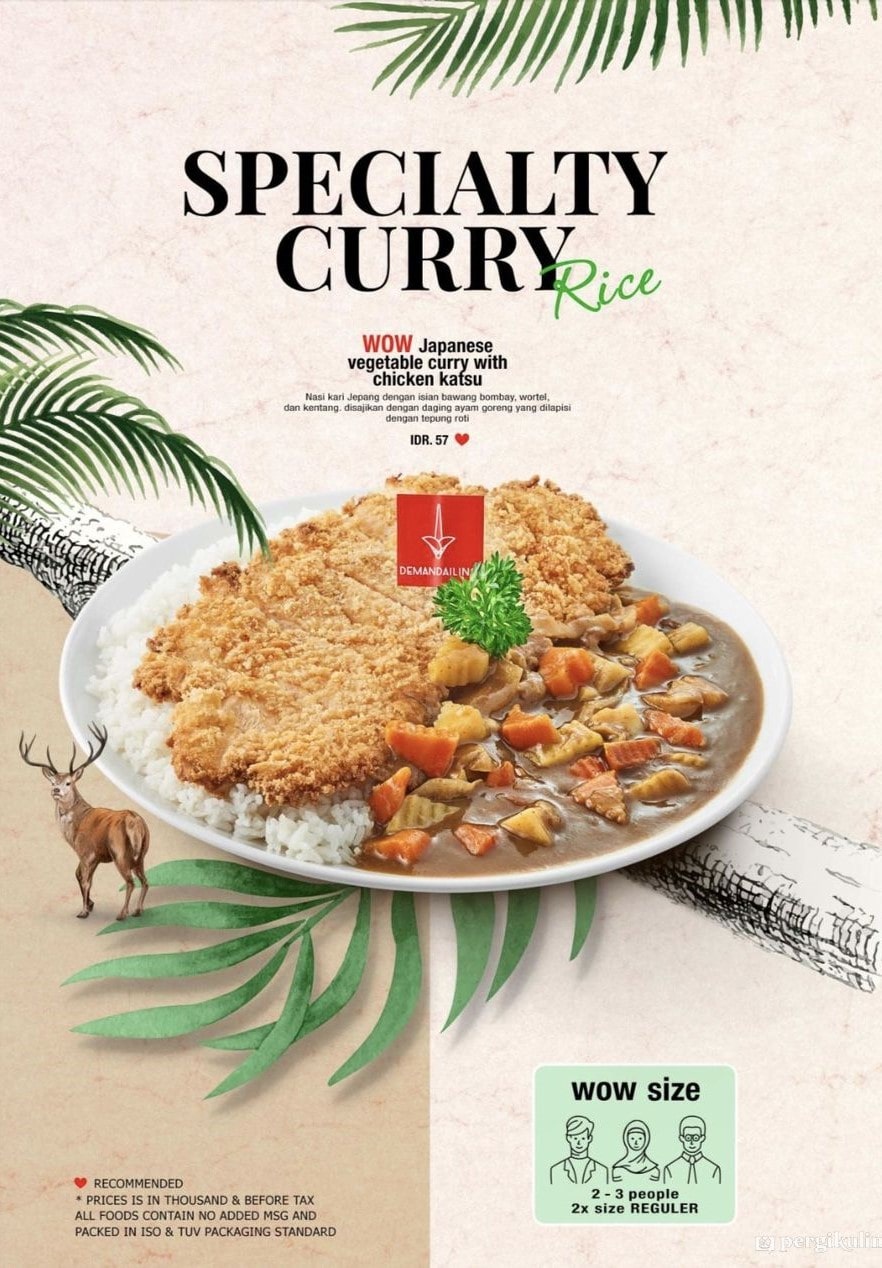 SPECIALTY
CURRY
Rice
WOW Japanese
vegetable curry with
chicken katsu
Nasi kari Jepang dengan isian bawang bombay, wortel,
dan kentang. disajikan dengan daging ayam goreng yang dilapisi
dengan tepung roti
IDR. 57
DEMANDAILIN
wow size
2 - 3 people
2x size REGULER
RECOMMENDED
* PRICES IS IN THOUSAND & BEFORE TAX
ALL FOODS CONTAIN NO ADDED MSG AND
PACKED IN ISO & TUV PACKAGING STANDARD
pergikulin